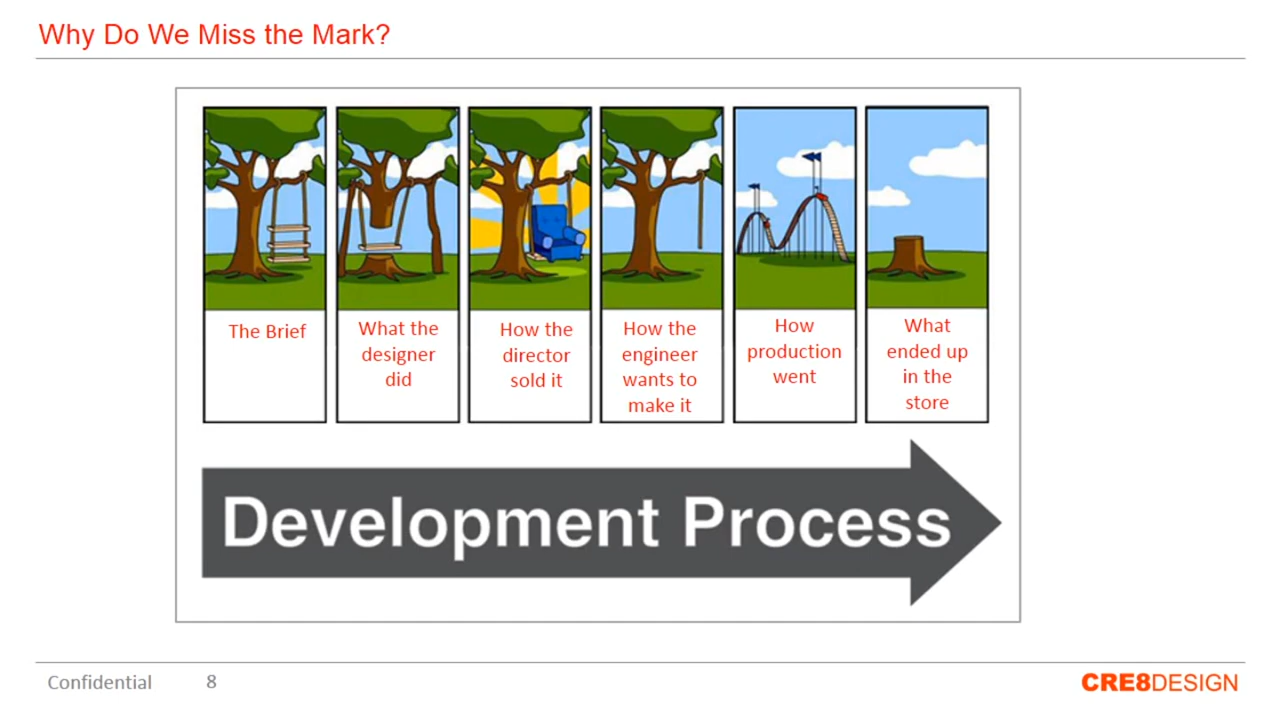 Why Do We Miss the Mark?
The Brief
What the
designer
did
How the
director
sold it
How the
engineer
wants to
make it
How
production
went
What
ended up
in the
store
Development Process
Confidential
8
CRE8DESIGN